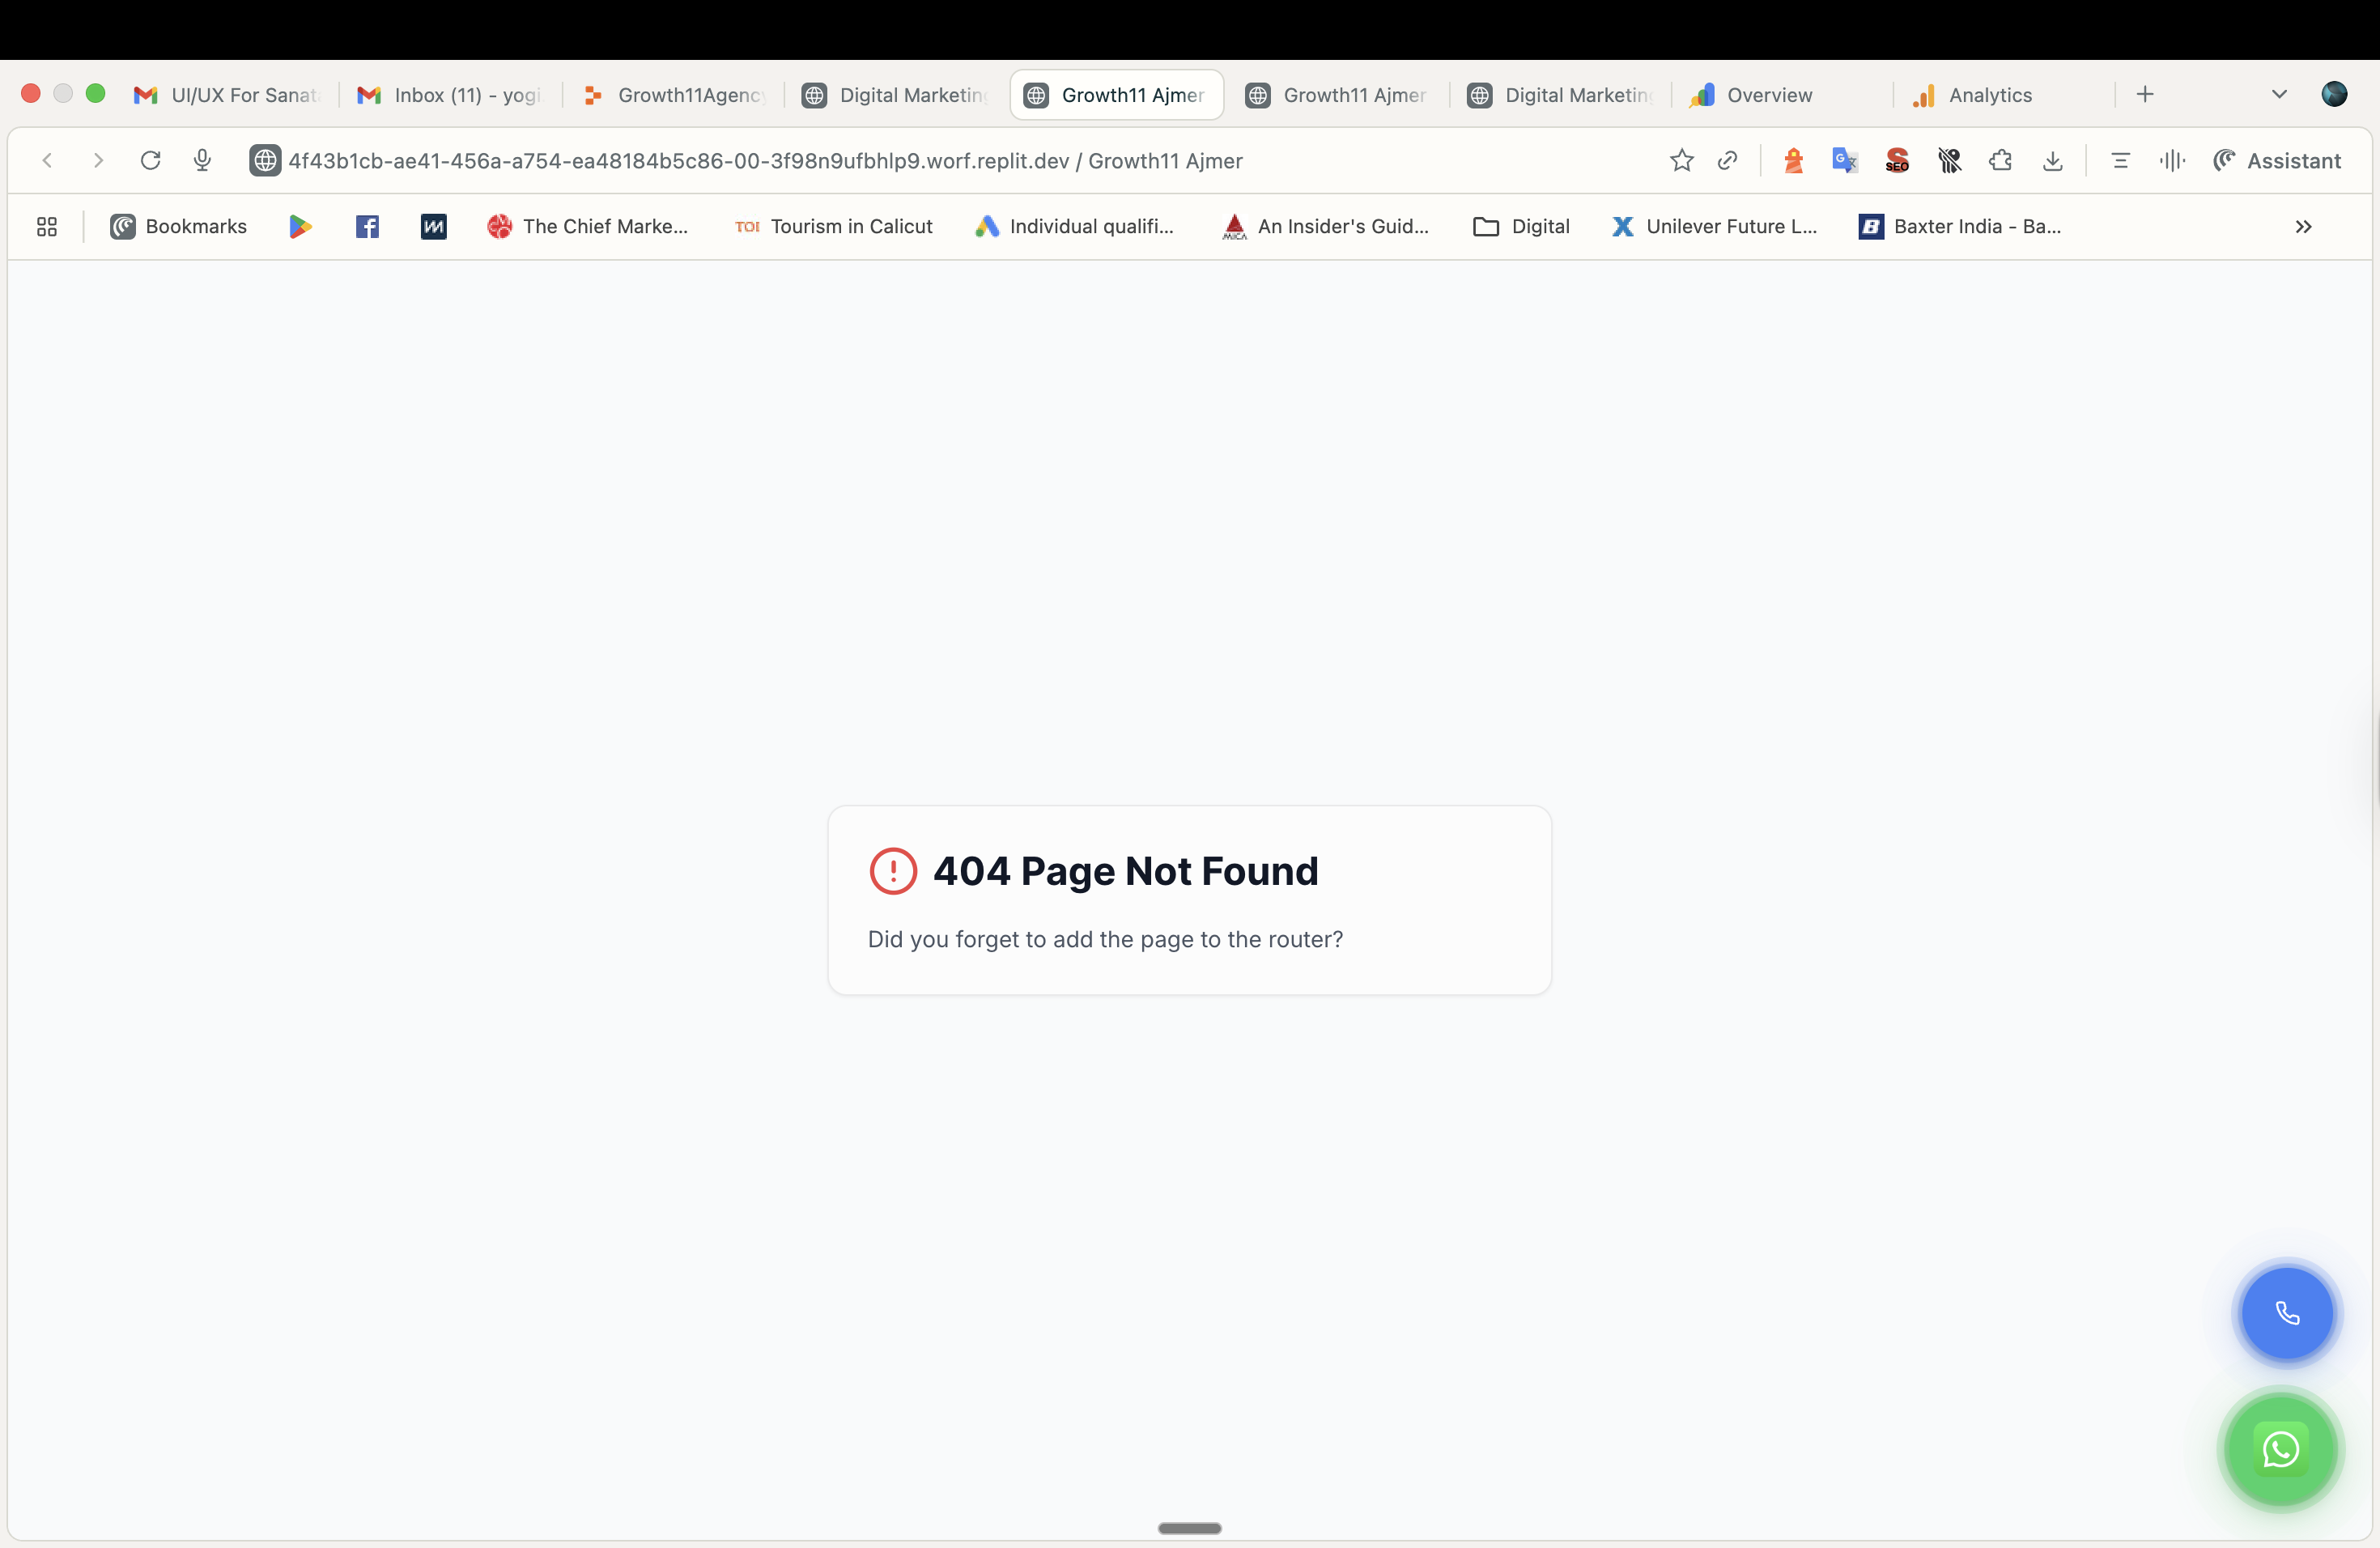 UI/UX For Sanat
Inbox (11) - yogi
Growth11Agency
Digital Marketing
Growth11 Ajmer
Growth11 Ajmer
Digital Marketing
Overview
Analytics
4f43b1cb-ae41-456a-a754-ea48184b5c86-00-3f98n9ufbhlp9.worf.replit.dev / Growth11 Ajmer
SEO
Assistant
Bookmarks
The Chief Marke...
TOI
Tourism in Calicut
Individual qualifi...
MICA
An Insider's Guid...
Digital
Unilever Future L...
Baxter India - Ba...
404 Page Not Found
Did you forget to add the page to the router?